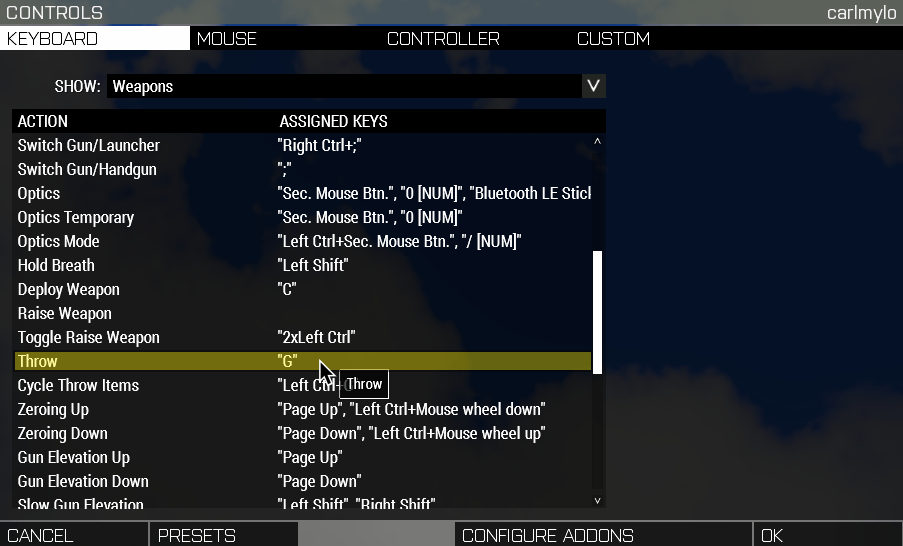 CONTROLS carlmylo
KEYBOARD MOUSE CONTROLLER CUSTOM
SHOW: Weapons
ACTION ASSIGNED KEYS
Switch Gun/Launcher "Right Ctrl+;"
Switch Gun/Handgun ";"
Optics "Sec. Mouse Btn.", "0 [NUM]", "Bluetooth LE Stick
Optics Temporary "Sec. Mouse Btn.", "0 [NUM]"
Optics Mode "Left Ctrl+Sec. Mouse Btn.", "/ [NUM]"
Hold Breath "Left Shift"
Deploy Weapon "C"
Raise Weapon
Toggle Raise Weapon "2xLeft Ctrl"
Throw "G"
Cycle Throw Items "Left Ctrl+ Throw
Zeroing Up "Page Up", "Left Ctrl+Mouse wheel down"
Zeroing Down "Page Down", "Left Ctrl+Mouse wheel up"
Gun Elevation Up "Page Up"
Gun Elevation Down "Page Down"
Slow Gun Elevation "Left Shift", "Right Shift"
CANCEL PRESETS CONFIGURE ADDONS OK